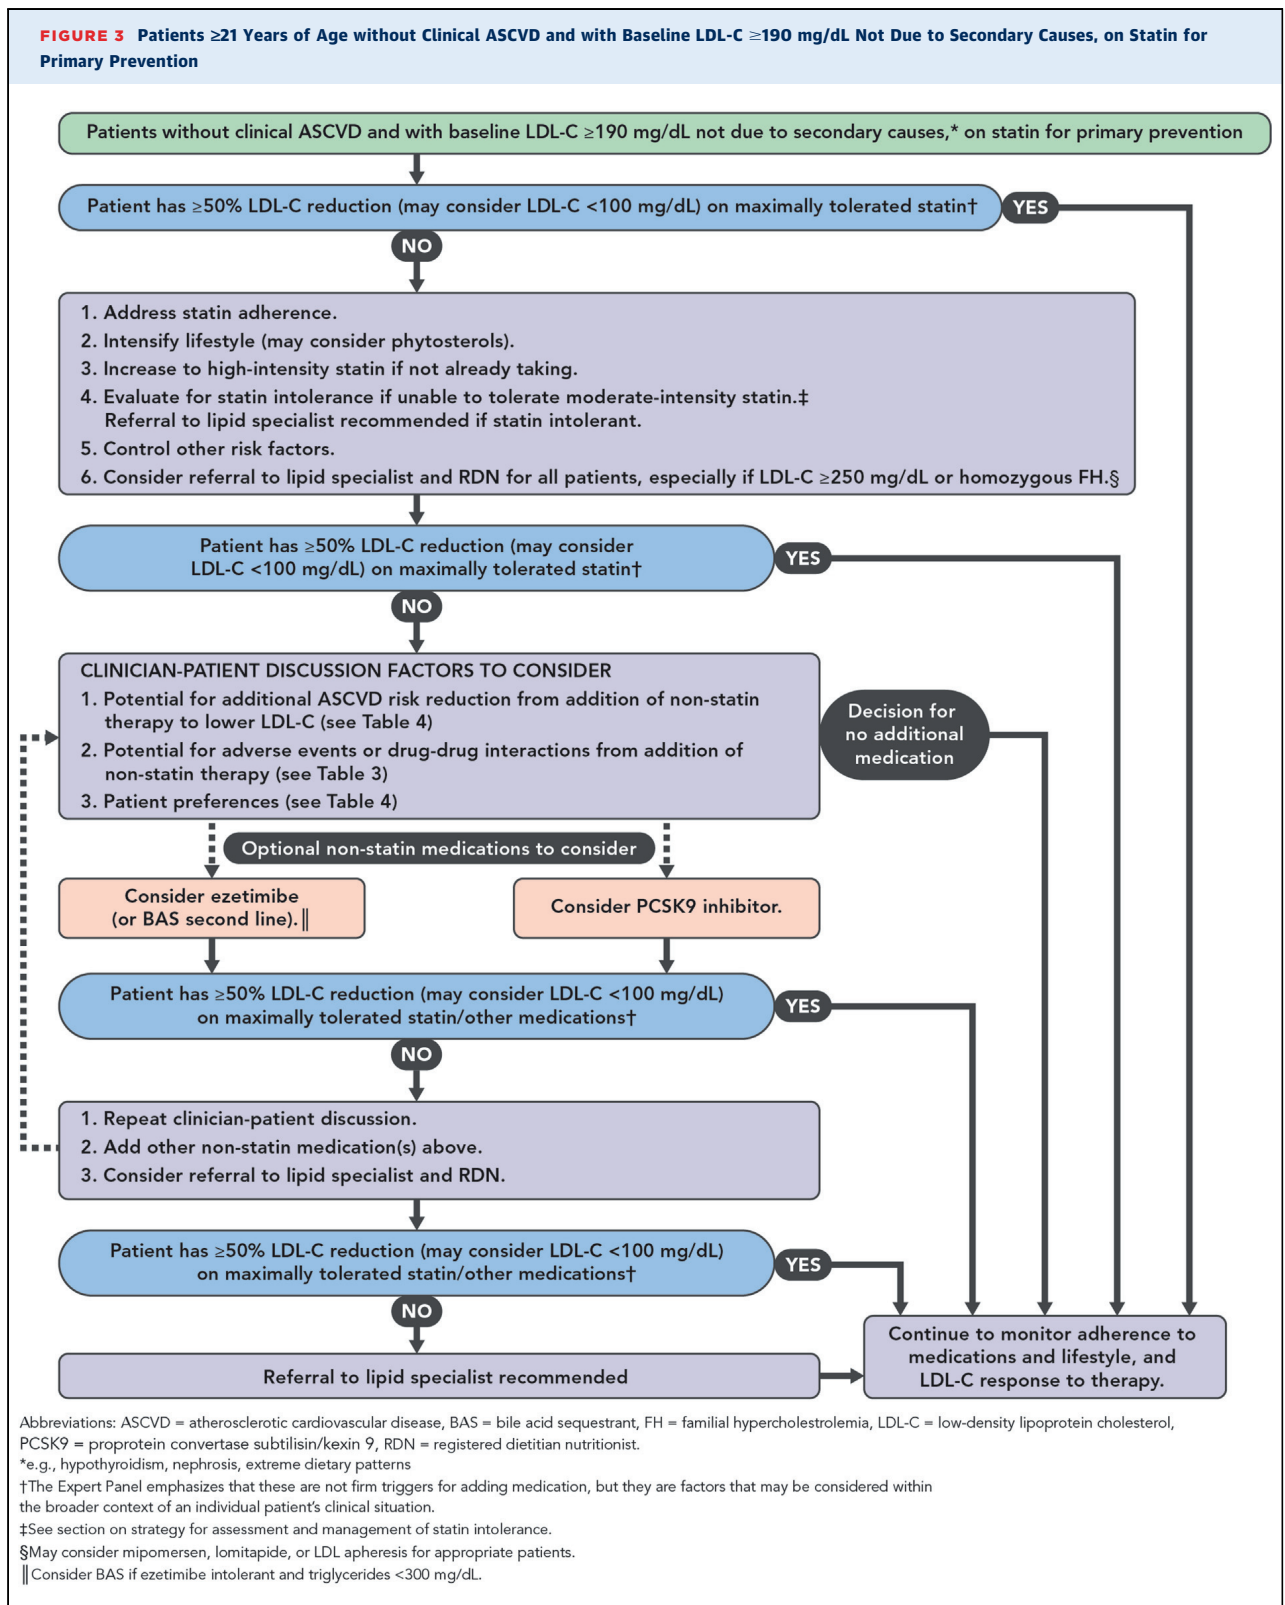 FIGURE 3 Patients ≥21 Years of Age without Clinical ASCVD and with Baseline LDL-C ≥190 mg/dL Not Due to Secondary Causes, on Statin for
Primary Prevention
Patients without clinical ASCVD and with baseline LDL-C ≥190 mg/dL not due to secondary causes,* on statin for primary prevention
Patient has ≥50% LDL-C reduction (may consider LDL-C <100 mg/dL) on maximally tolerated statin†
YES
NO
1. Address statin adherence.
2. Intensify lifestyle (may consider phytosterols).
3. Increase to high-intensity statin if not already taking.
4. Evaluate for statin intolerance if unable to tolerate moderate-intensity statin.‡
Referral to lipid specialist recommended if statin intolerant.
5. Control other risk factors.
6. Consider referral to lipid specialist and RDN for all patients, especially if LDL-C ≥250 mg/dL or homozygous FH.§
Patient has ≥50% LDL-C reduction (may consider
LDL-C <100 mg/dL) on maximally tolerated statin†
YES
NO
CLINICIAN-PATIENT DISCUSSION FACTORS TO CONSIDER
1. Potential for additional ASCVD risk reduction from addition of non-statin
therapy to lower LDL-C (see Table 4)
2. Potential for adverse events or drug-drug interactions from addition of
non-statin therapy (see Table 3)
3. Patient preferences (see Table 4)
Decision for
no additional
medication
Optional non-statin medications to consider
Consider ezetimibe
(or BAS second line).‖
Consider PCSK9 inhibitor.
Patient has ≥50% LDL-C reduction (may consider LDL-C <100 mg/dL)
on maximally tolerated statin/other medications†
YES
NO
1. Repeat clinician-patient discussion.
2. Add other non-statin medication(s) above.
3. Consider referral to lipid specialist and RDN.
Patient has ≥50% LDL-C reduction (may consider LDL-C <100 mg/dL)
on maximally tolerated statin/other medications†
YES
NO
Referral to lipid specialist recommended
Continue to monitor adherence to
medications and lifestyle, and
LDL-C response to therapy.
Abbreviations: ASCVD = atherosclerotic cardiovascular disease, BAS = bile acid sequestrant, FH = familial hypercholestrolemia, LDL-C = low-density lipoprotein cholesterol,
PCSK9 = proprotein convertase subtilisin/kexin 9, RDN = registered dietitian nutritionist.
*e.g., hypothyroidism, nephrosis, extreme dietary patterns
†The Expert Panel emphasizes that these are not firm triggers for adding medication, but they are factors that may be considered within
the broader context of an individual patient's clinical situation.
‡See section on strategy for assessment and management of statin intolerance.
§May consider mipomersen, lomitapide, or LDL apheresis for appropriate patients.
‖Consider BAS if ezetimibe intolerant and triglycerides <300 mg/dL.